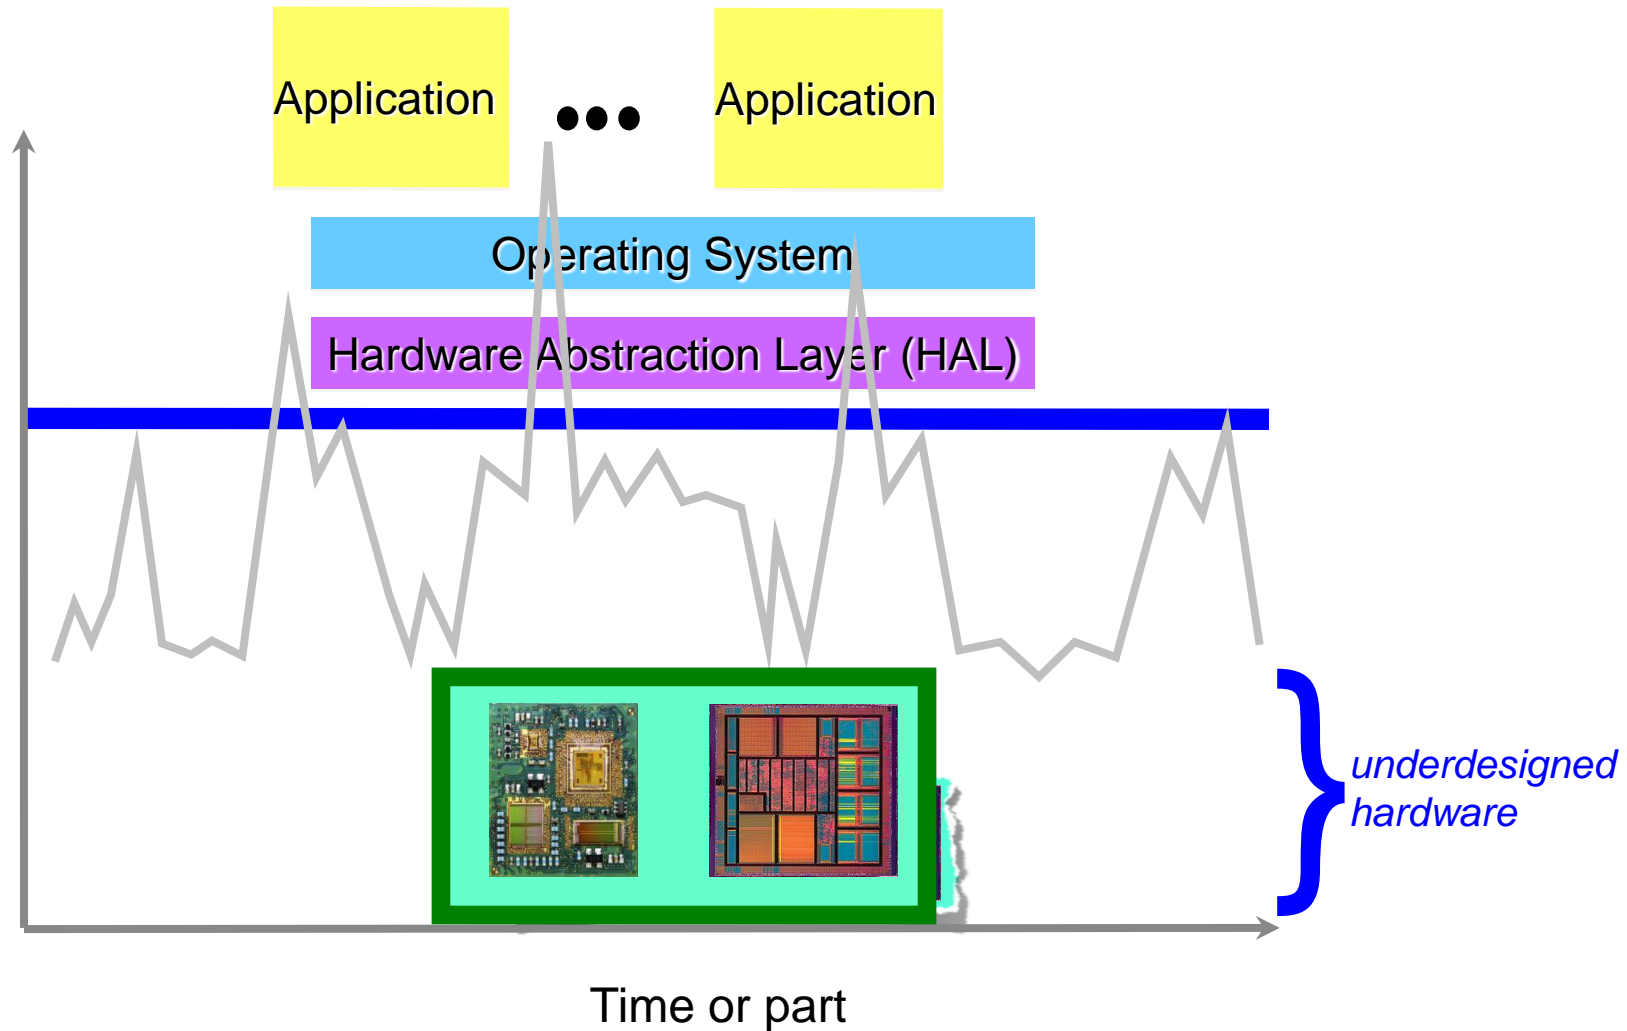 Application
Application
Operating System
Hardware Abstraction Layer (HAL)
underdesigned
hardware
Time or part